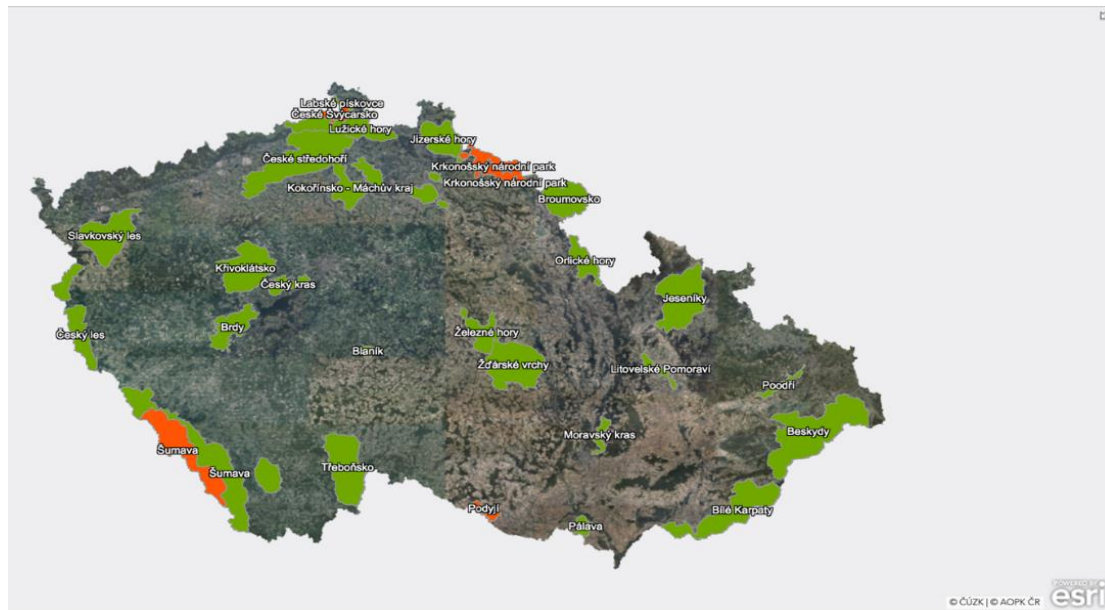 Labské pískovce
České Švýcarsko
Lužické hory
Jizerské hory
České středohoří
Krkonošský národní park
Kokořínsko - Máchův kraj
Krkonošský národní park
Broumovsko
Slavkovský les
Křivoklátsko
Český kras
Orlické hory
Jeseníky
Brdy
Železné hory
Český les
Blaník
Žďárské vrchy
Litovelské Pomoraví
Poodří
Beskydy
Moravský kras
Šumava
Šumava
Třeboňsko
Podyjí
Bílé Karpaty
Pálava
POWERED BY
esri
© ČÚZK | © AOPK ČR